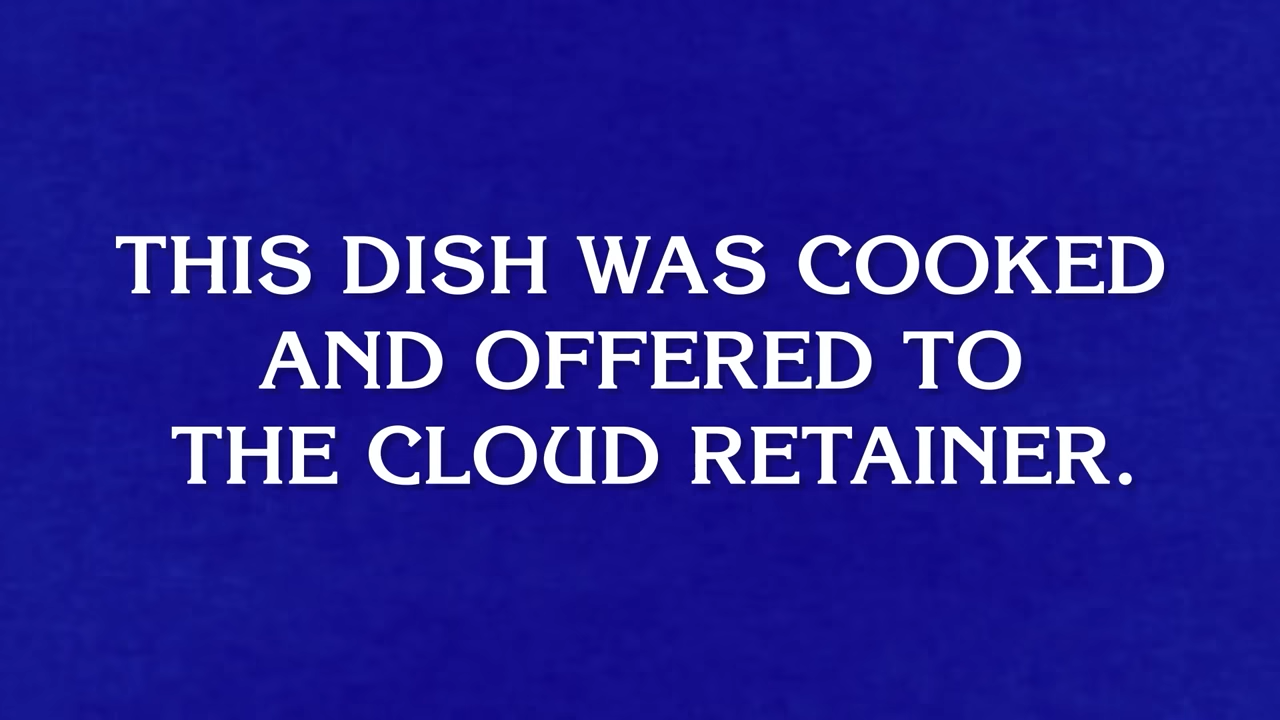 THIS DISH WAS COOKED
AND OFFERED TO
THE CLOUD RETAINER.